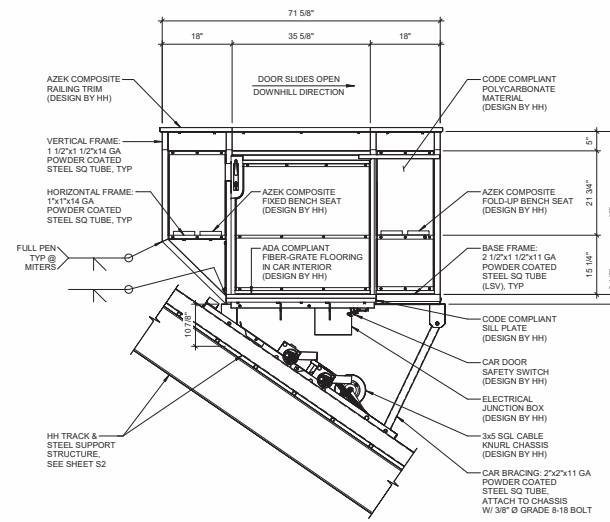 71 5/8"
18"
35 5/8"
18"
AZEK COMPOSITE
RAILING TRIM
(DESIGN BY HH)
DOOR SLIDES OPEN
DOWNHILL DIRECTION
CODE COMPLIANT
POLYCARBONATE
MATERIAL
(DESIGN BY HH)
VERTICAL FRAME:
1 1/2"x1 1/2"x14 GA
POWDER COATED
STEEL SQ TUBE, TYP
5"
HORIZONTAL FRAME:
1"x1"x14 GA
POWDER COATED
STEEL SQ TUBE, TYP
AZEK COMPOSITE
FIXED BENCH SEAT
(DESIGN BY HH)
AZEK COMPOSITE
FOLD-UP BENCH SEAT
(DESIGN BY HH)
21 3/4"
FULL PEN
TYP @
MITERS
ADA COMPLIANT
FIBER-GRATE FLOORING
IN CAR INTERIOR
(DESIGN BY HH)
BASE FRAME:
2 1/2"x1 1/2"x11 GA
POWDER COATED
STEEL SQ TUBE
(LSV), TYP
15 1/4"
10 7/8"
CODE COMPLIANT
SILL PLATE
(DESIGN BY HH)
CAR DOOR
SAFETY SWITCH
(DESIGN BY HH)
ELECTRICAL
JUNCTION BOX
(DESIGN BY HH)
HH TRACK &
STEEL SUPPORT
STRUCTURE,
SEE SHEET S2
3x5 SGL CABLE
KNURL CHASSIS
(DESIGN BY HH)
CAR BRACING: 2"x2"x11 GA
POWDER COATED
STEEL SQ TUBE,
ATTACH TO CHASSIS
W/ 3/8" Ø GRADE 8-18 BOLT